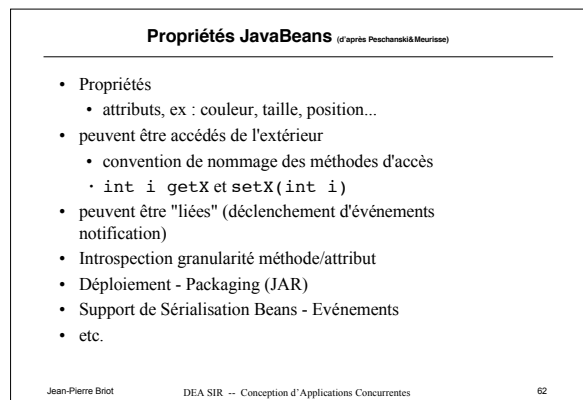 Propriétés JavaBeans (d'après Peschanski&Meurisse)
• Propriétés
• attributs, ex : couleur, taille, position...
• peuvent être accédés de l'extérieur
• convention de nommage des méthodes d'accès
• int i getX et setX(int i)
• peuvent être "liées" (déclenchement d'événements
notification)
• Introspection granularité méthode/attribut
• Déploiement - Packaging (JAR)
• Support de Sérialisation Beans - Evénements
• etc.
Jean-Pierre Briot DEA SIR -- Conception d'Applications Concurrentes 62